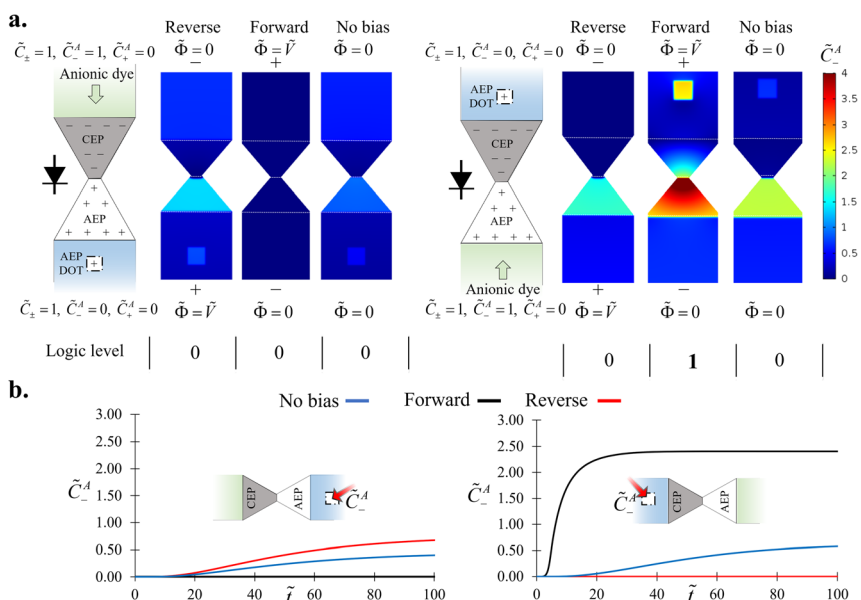 a.
Reverse Forward No bias
Φ̃ = 0 Φ̃ = Ṽ Φ̃ = 0
− +
C̃± = 1, C̃−^A = 1, C̃+^A = 0
Anionic dye
− − − −
CEP
− −
−
+
+ +
AEP
+ + + +
AEP
DOT +
+ −
C̃± = 1, C̃−^A = 0, C̃+^A = 0
Φ̃ = Ṽ Φ̃ = 0 Φ̃ = 0
Reverse Forward No bias
Φ̃ = 0 Φ̃ = Ṽ Φ̃ = 0
− +
C̃± = 1, C̃−^A = 0, C̃+^A = 0
AEP
DOT +
− − − −
CEP
− −
−
+
+ +
AEP
+ + + +
Anionic dye
+ −
C̃± = 1, C̃−^A = 1, C̃+^A = 0
Φ̃ = Ṽ Φ̃ = 0 Φ̃ = 0
C̃−^A
4
3.5
3
2.5
2
1.5
1
0.5
0
Logic level | 0 | 0 | 0 | | 0 | 1 | 0 |
b.
No bias Forward Reverse
3.00
2.50
2.00
1.50
1.00
0.50
0.00
C̃−^A
CEP AEP C̃−^A
0 20 40 60 80 100
t̃
3.00
2.50
2.00
1.50
1.00
0.50
0.00
C̃−^A
C̃−^A CEP AEP
0 20 40 60 80 100
t̃